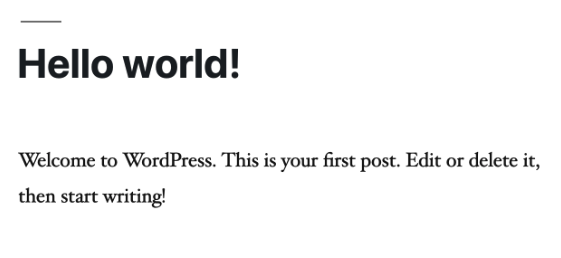 Hello world!
Welcome to WordPress. This is your first post. Edit or delete it,
then start writing!